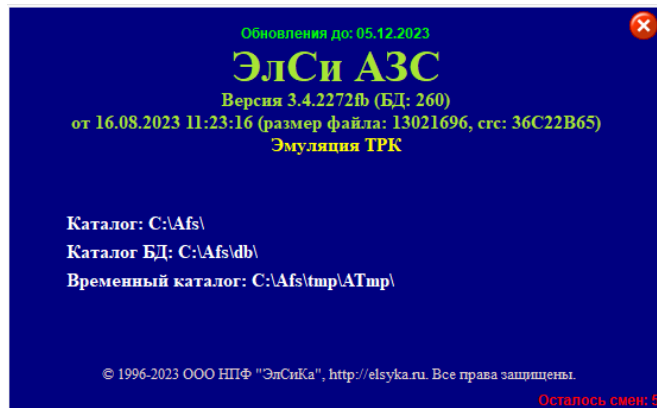 Обновления до: 05.12.2023
ЭлСи АЗС
Версия 3.4.2272fb (БД: 260)
от 16.08.2023 11:23:16 (размер файла: 13021696, crc: 36C22B65)
Эмуляция ТРК
Каталог: C:\Afs\
Каталог БД: C:\Afs\db\
Временный каталог: C:\Afs\tmp\ATmp\
© 1996-2023 ООО НПФ "ЭлСиКа", http://elsyka.ru. Все права защищены.
Осталось смен: 5